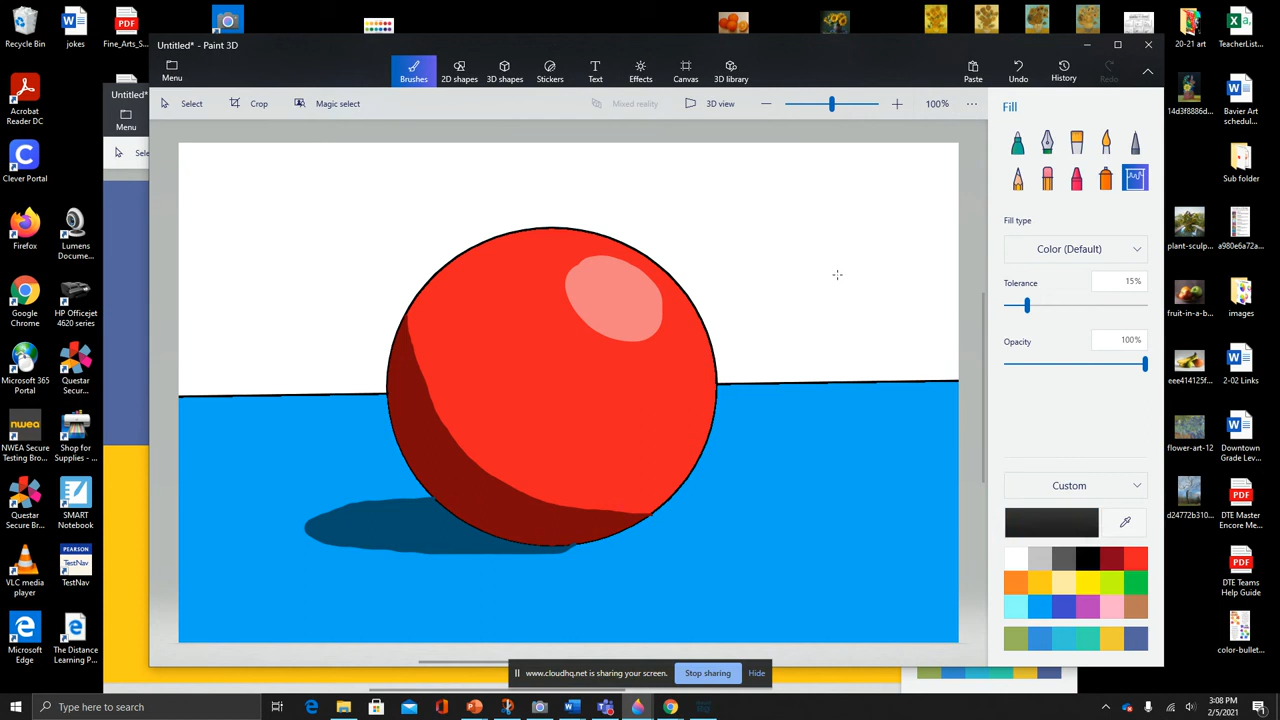 Recycle Bin
jokes
Fine_Arts_S...
20-21 art
TeacherList...
Untitled* - Paint 3D
Menu
Brushes
2D shapes
3D shapes
Stickers
Text
Effects
Canvas
3D library
Paste
Undo
History
Redo
Select
Crop
Magic select
Mixed reality
3D view
100%
Fill
Untitled*
Menu
Sele
Acrobat
Reader DC
Clever Portal
Firefox
Lumens
Docume...
Google
Chrome
HP Officejet
4620 series
Microsoft 365
Portal
Questar
Secur...
NWEA Secure
Testing Bro...
Shop for
Supplies - ...
Questar
Secure Br...
SMART
Notebook
VLC media
player
PEARSON
TestNav
TestNav
Microsoft
Edge
The Distance
Learning P...
Fill type
Color (Default)
Tolerance
15%
Opacity
100%
Custom
14d3f8886d...
Bavier Art
schedul...
Sub folder
plant-sculp...
a980e6a72a...
fruit-in-a-b...
images
eee414125f...
2-02 Links
flower-art-12
Downtown
Grade Lev...
d24772b310...
DTE Master
Encore Me...
DTE Teams
Help Guide
color-bullet...
www.cloudhq.net is sharing your screen.
Stop sharing
Hide
Type here to search
3:08 PM
2/5/2021